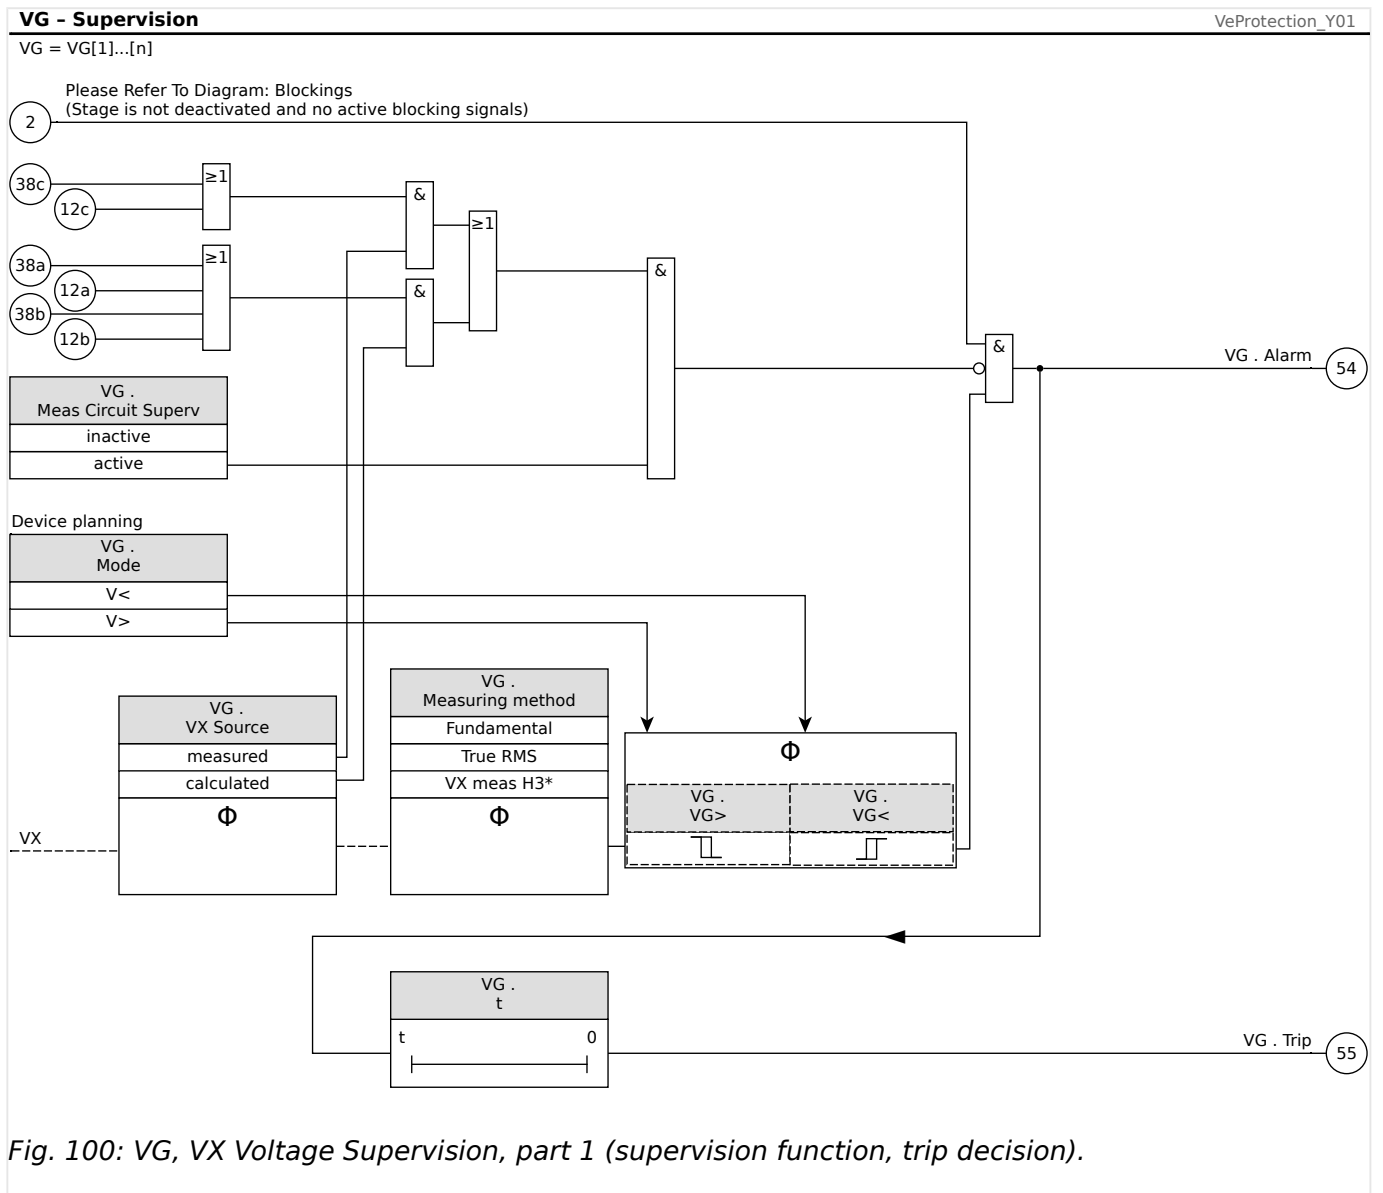 VG – Supervision
VeProtection_Y01
VG = VG[1]...[n]
Please Refer To Diagram: Blockings
(Stage is not deactivated and no active blocking signals)
2
38c
≥1
12c
&
≥1
38a
≥1
12a
38b
12b
&
&
&
VG . Alarm
54
VG .
Meas Circuit Superv
inactive
active
Device planning
VG .
Mode
V<
V>
VG .
VX Source
measured
calculated
Φ
VX
VG .
Measuring method
Fundamental
True RMS
VX meas H3*
Φ
Φ
VG .
VG>
VG .
VG<
VG .
t
t
0
VG . Trip
55
Fig. 100: VG, VX Voltage Supervision, part 1 (supervision function, trip decision).